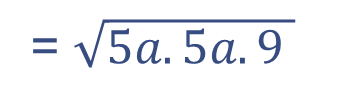 = √5a. 5a. 9